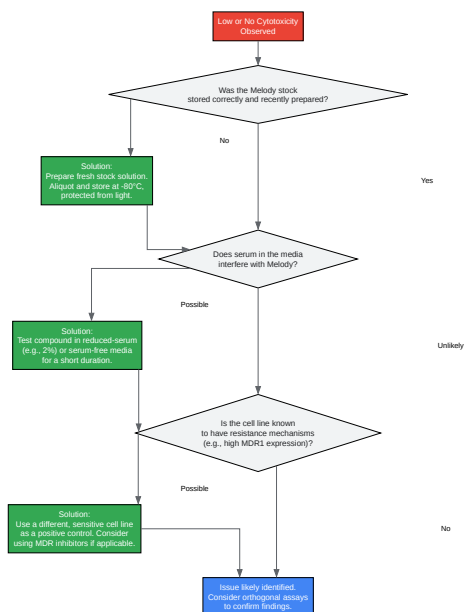 Low or No Cytotoxicity
Observed
Was the Melody stock
stored correctly and recently prepared?
No
Solution:
Prepare fresh stock solution.
Aliquot and store at -80°C,
protected from light.
Yes
Does serum in the media
interfere with Melody?
Possible
Solution:
Test compound in reduced-serum
(e.g., 2%) or serum-free media
for a short duration.
Unlikely
Is the cell line known
to have resistance mechanisms
(e.g., high MDR1 expression)?
Possible
Solution:
Use a different, sensitive cell line
as a positive control. Consider
using MDR inhibitors if applicable.
No
Issue likely identified.
Consider orthogonal assays
to confirm findings.